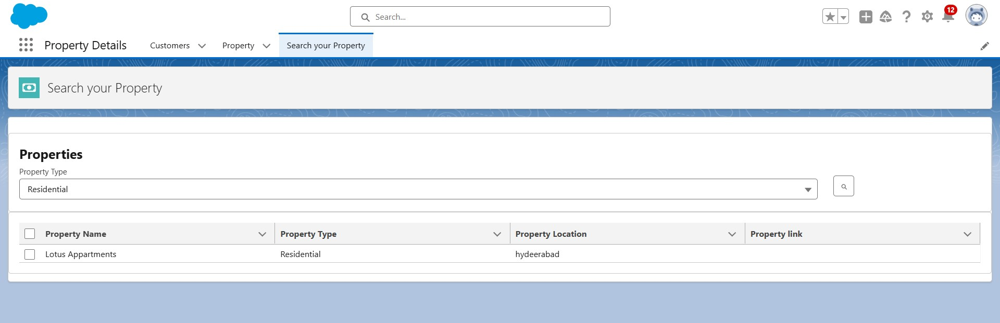 Search...
12
Property Details
Customers
Property
Search your Property
Search your Property
Properties
Property Type
Residential
Property Name
Property Type
Property Location
Property link
Lotus Appartments
Residential
hydeerabad